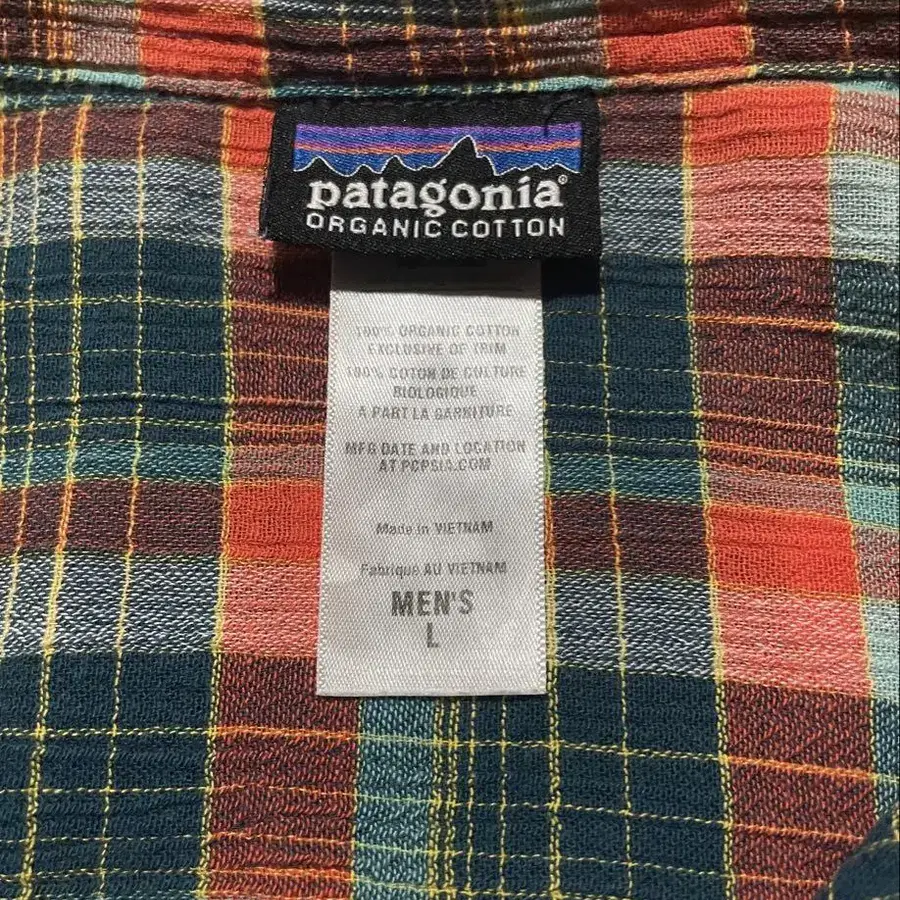 patagonia®
ORGANIC COTTON
100% ORGANIC COTTON
EXCLUSIVE OF TRIM
100% COTON DE CULTURE
BIOLOGIQUE
A PART LA GARNITURE
MFG DATE AND LOCATION
AT PCPSIA.COM
Made in VIETNAM
Fabriqué AU VIETNAM
MEN'S
L